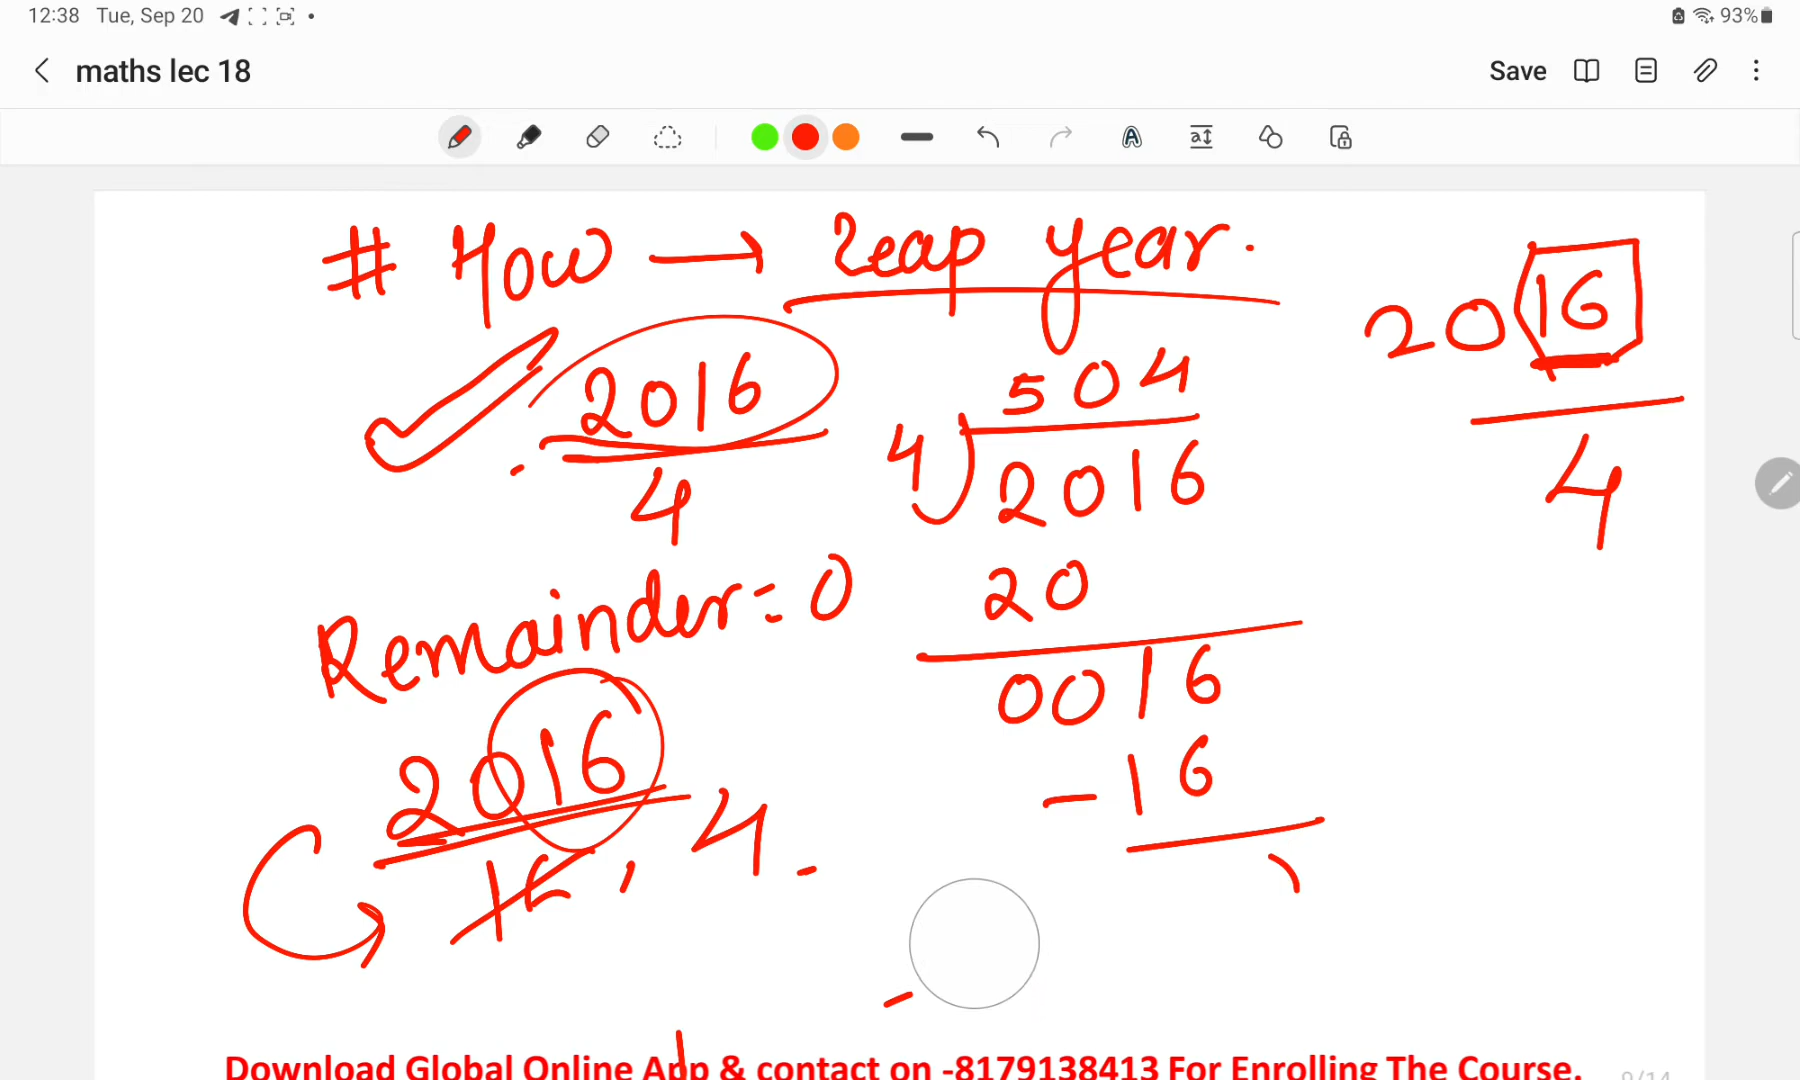 12:38 Tue, Sep 20 93%
maths lec 18
Save
# How → Leap year.
2016
4
504
4 2016
20
0016
-16
Remainder = 0
2016
16, 4.
2016
4
Download Global Online App & contact on -8179138413 For Enrolling The Course.
9/14